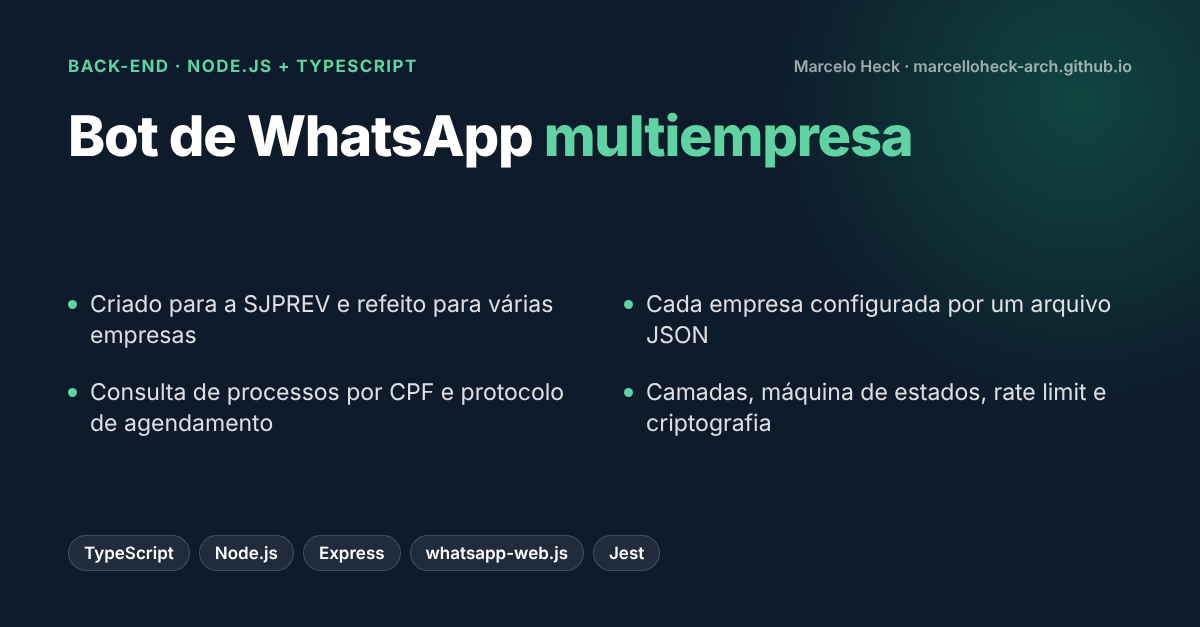 BACK-END · NODE.JS + TYPESCRIPT
Marcelo Heck · marcelloheck-arch.github.io
Bot de WhatsApp multiempresa
Criado para a SJPREV e refeito para várias
empresas
Cada empresa configurada por um arquivo
JSON
Consulta de processos por CPF e protocolo
de agendamento
Camadas, máquina de estados, rate limit e
criptografia
TypeScript
Node.js
Express
whatsapp-web.js
Jest